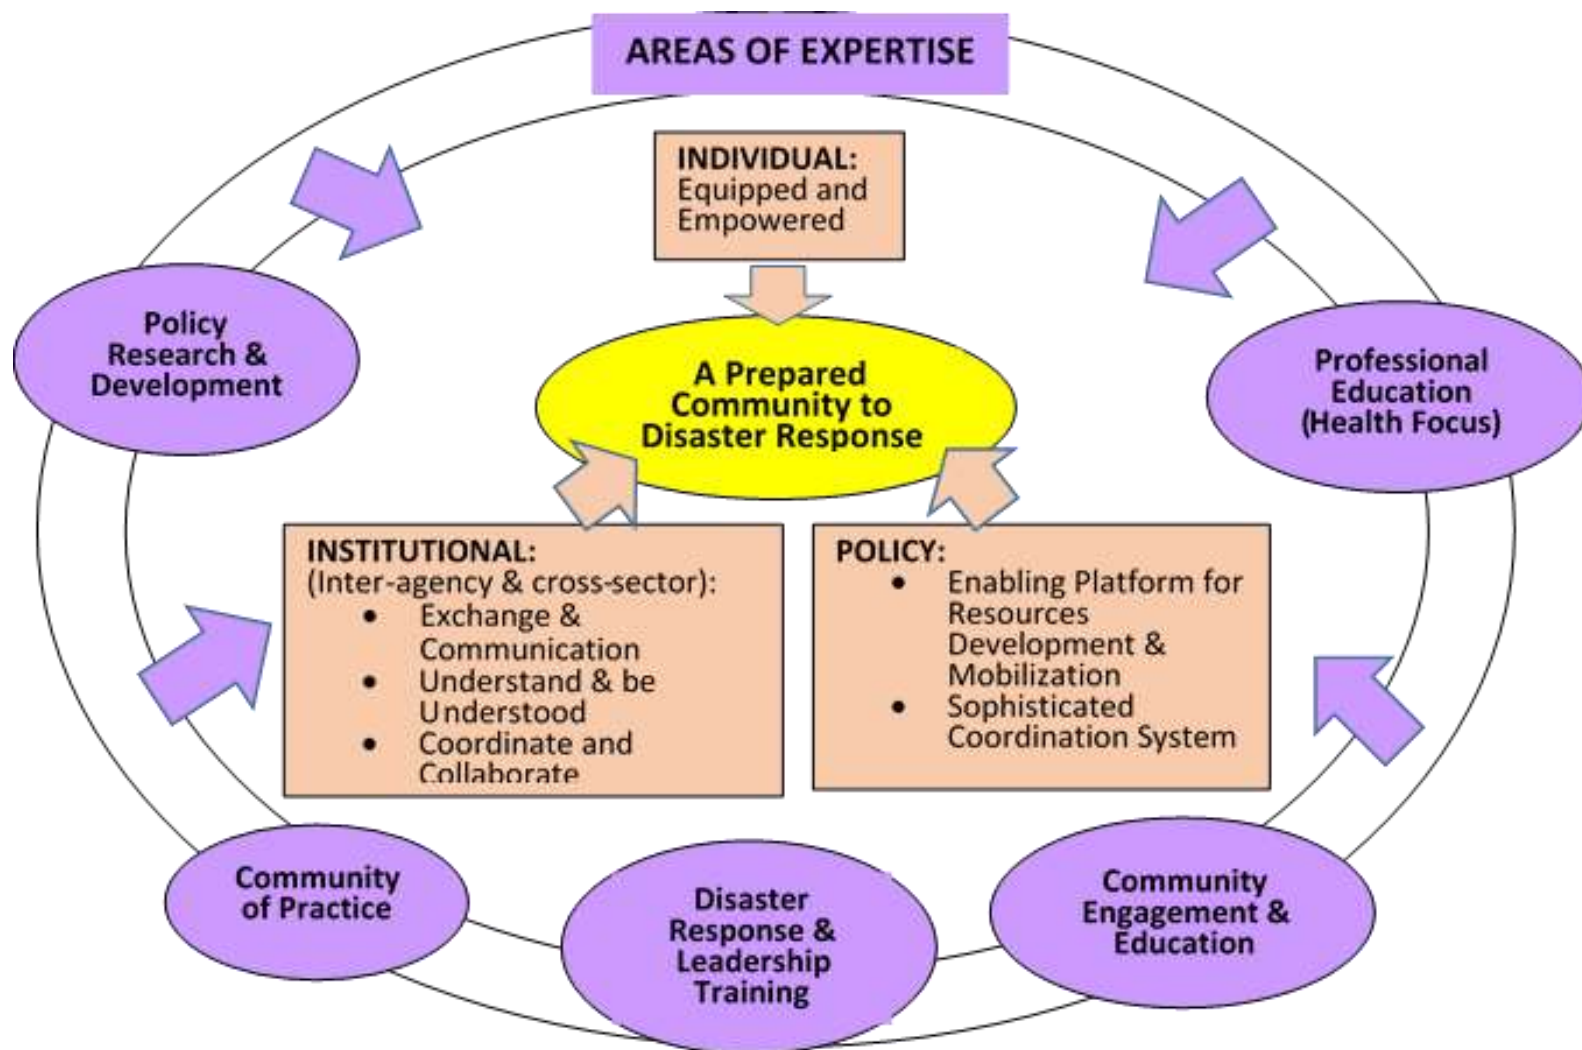 AREAS OF EXPERTISE
INDIVIDUAL:
Equipped and
Empowered
Policy
Research &
Development
A Prepared
Community to
Disaster Response
Professional
Education
(Health Focus)
INSTITUTIONAL:
(Inter-agency & cross-sector):
• Exchange &
Communication
• Understand & be
Understood
• Coordinate and
Collaborate
POLICY:
• Enabling Platform for
Resources
Development &
Mobilization
• Sophisticated
Coordination System
Community
of Practice
Disaster
Response &
Leadership
Training
Community
Engagement &
Education